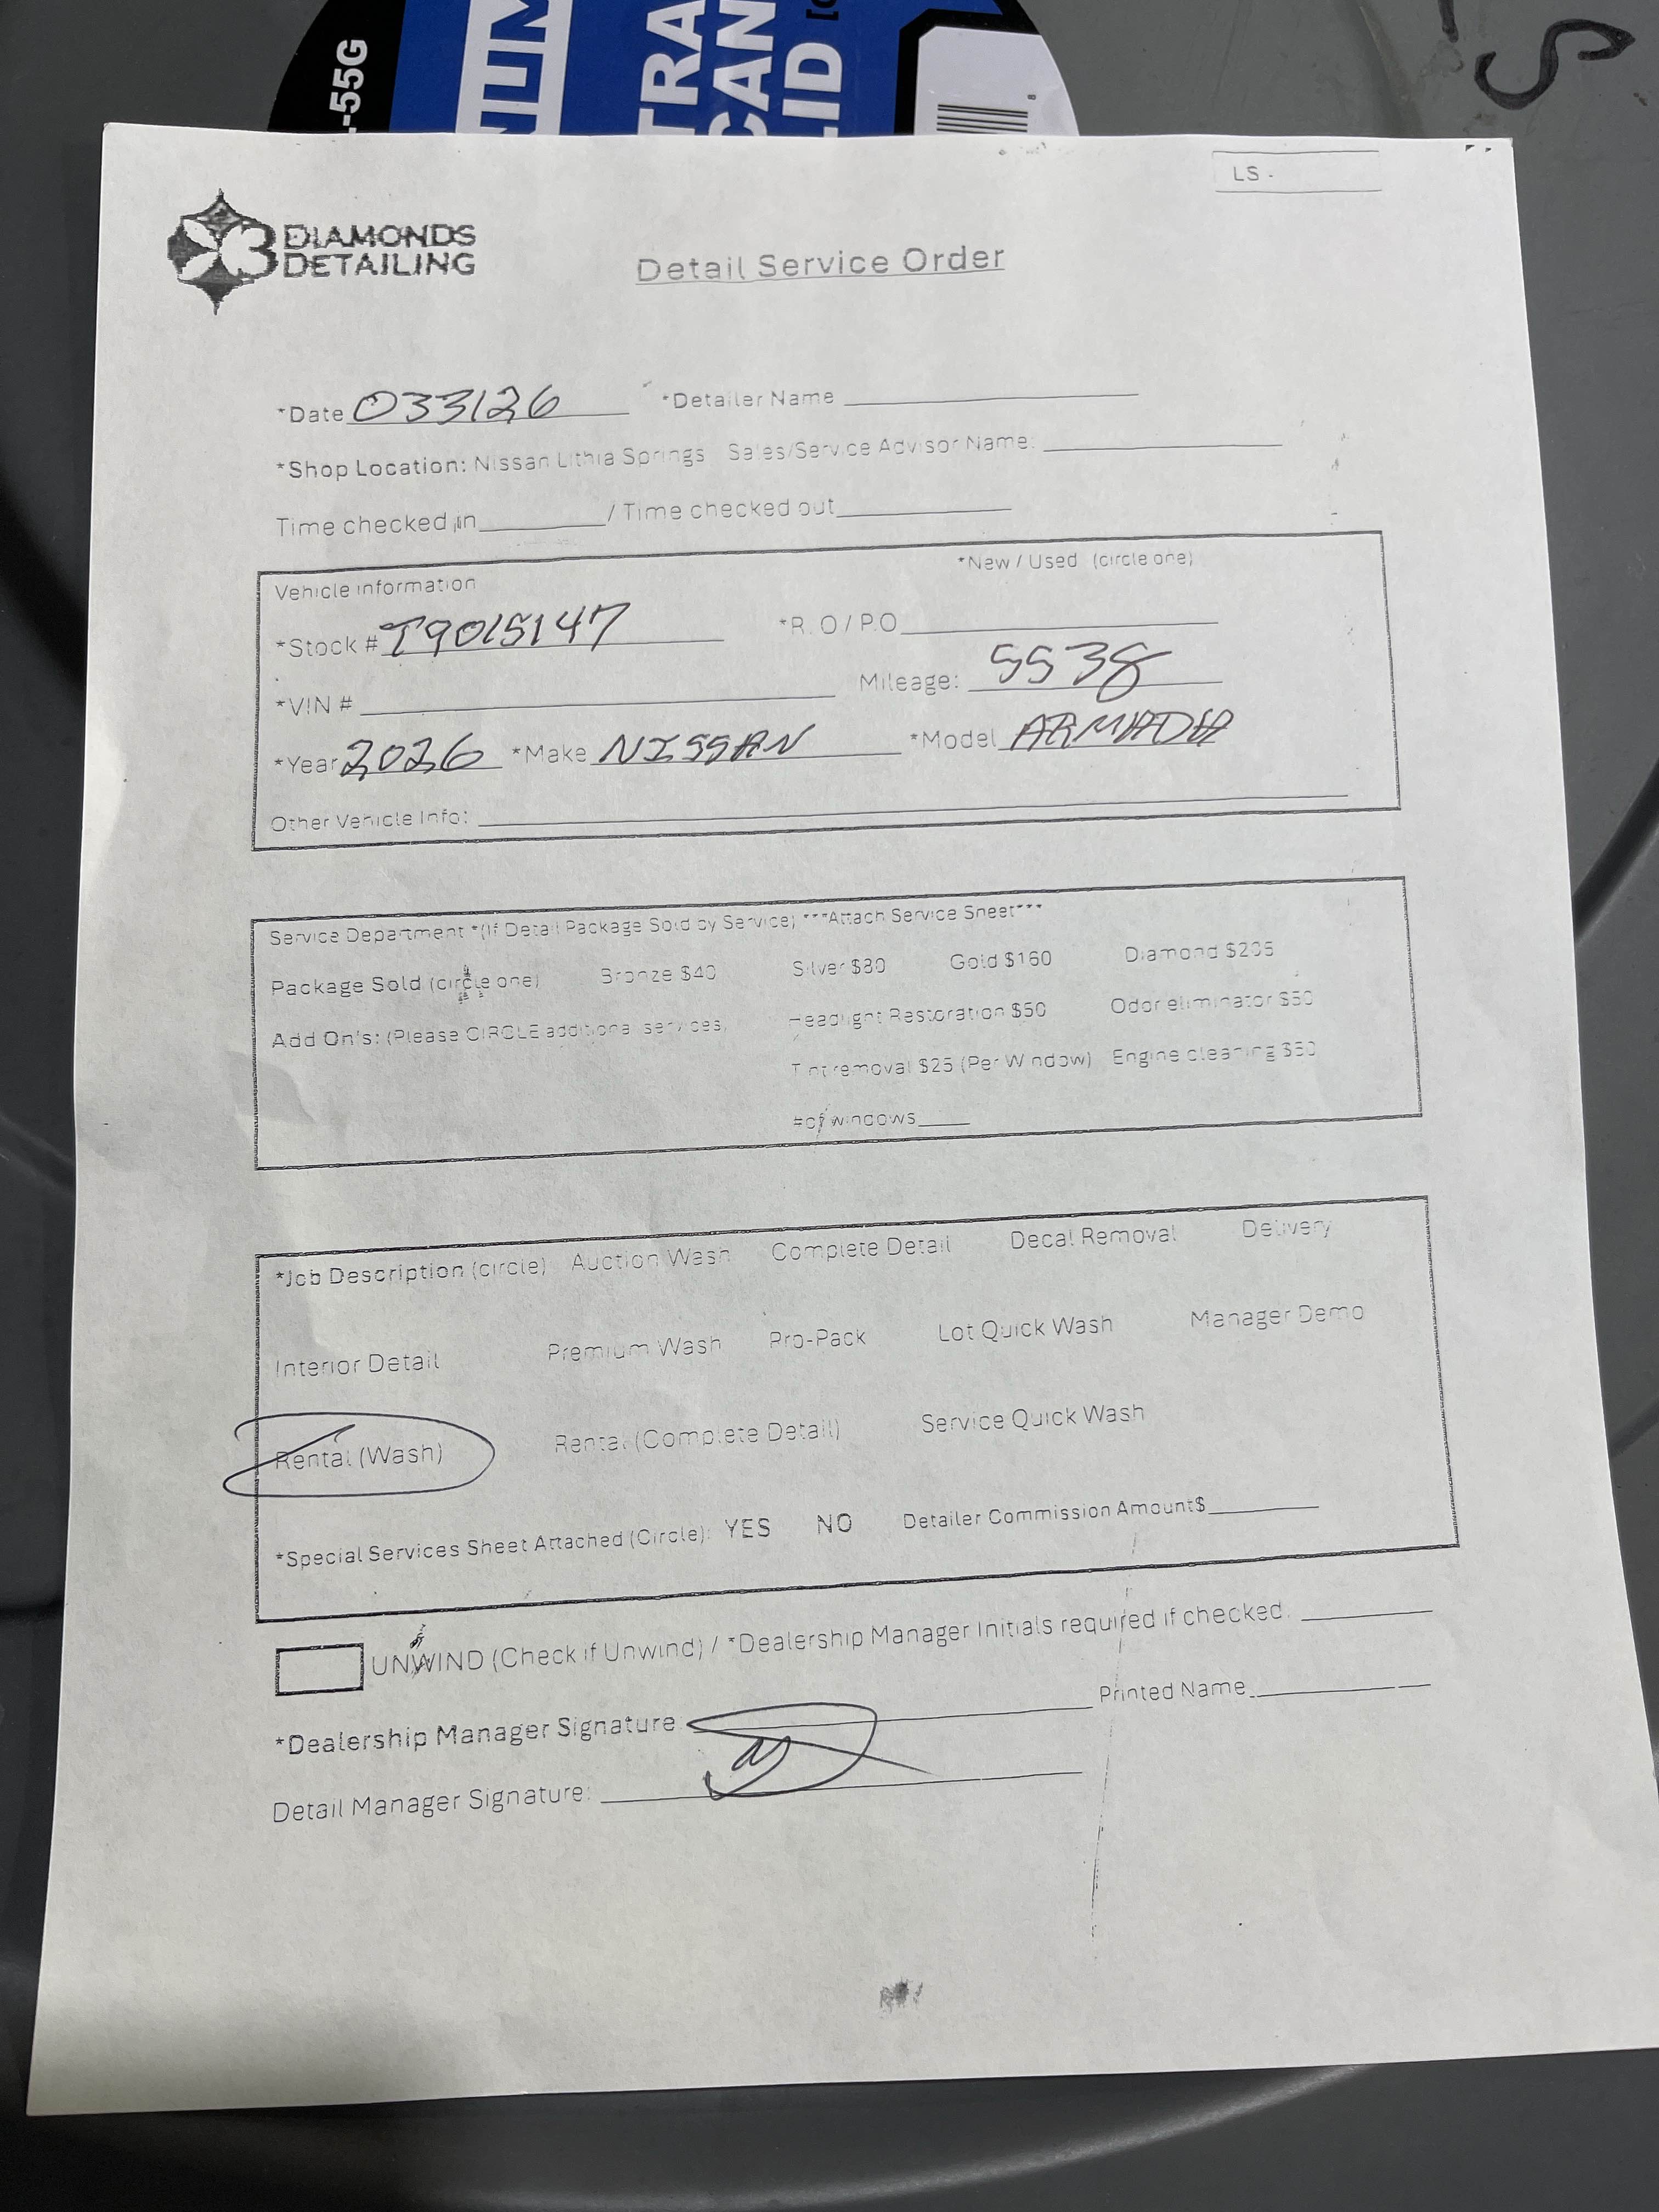 -55G
IUM
TRA
CAN
LID
8
S
LS -
3 DIAMONDS
DETAILING
Detail Service Order
*Date 033126 *Detailer Name
*Shop Location: Nissan Lithia Springs Sales/Service Advisor Name:
Time checked in / Time checked out
Vehicle Information *New / Used (circle one)
*Stock # T9015147 *R.O / P.O
*VIN # Mileage: 5538
*Year 2026 *Make NISSAN *Model ARMADA
Other Vehicle Info:
Service Department *(If Detail Package Sold by Service) ***Attach Service Sheet***
Package Sold (circle one) Bronze $40 Silver $80 Gold $160 Diamond $205
Add On's: (Please CIRCLE additional services) Headlight Restoration $50 Odor eliminator $50
Tint removal $25 (Per Window) Engine cleaning $50
# of windows
*Job Description (circle) Auction Wash Complete Detail Decal Removal Delivery
Interior Detail Premium Wash Pro-Pack Lot Quick Wash Manager Demo
Rental (Wash) Rental (Complete Detail) Service Quick Wash
*Special Services Sheet Attached (Circle): YES NO Detailer Commission Amount$
UNWIND (Check if Unwind) / *Dealership Manager Initials required if checked:
*Dealership Manager Signature: Printed Name
Detail Manager Signature: